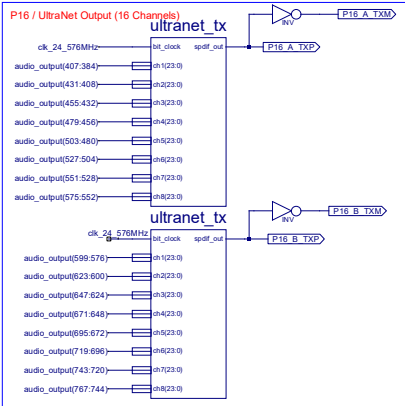 P16 / UltraNet Output (16 Channels)
ultranet_tx
INV
P16_A_TXM
clk_24_576MHz
bit_clock
spdif_out
P16_A_TXP
audio_output(407:384)
ch1(23:0)
audio_output(431:408)
ch2(23:0)
audio_output(455:432)
ch3(23:0)
audio_output(479:456)
ch4(23:0)
audio_output(503:480)
ch5(23:0)
audio_output(527:504)
ch6(23:0)
audio_output(551:528)
ch7(23:0)
audio_output(575:552)
ch8(23:0)
ultranet_tx
INV
P16_B_TXM
clk_24_576MHz
bit_clock
spdif_out
P16_B_TXP
audio_output(599:576)
ch1(23:0)
audio_output(623:600)
ch2(23:0)
audio_output(647:624)
ch3(23:0)
audio_output(671:648)
ch4(23:0)
audio_output(695:672)
ch5(23:0)
audio_output(719:696)
ch6(23:0)
audio_output(743:720)
ch7(23:0)
audio_output(767:744)
ch8(23:0)